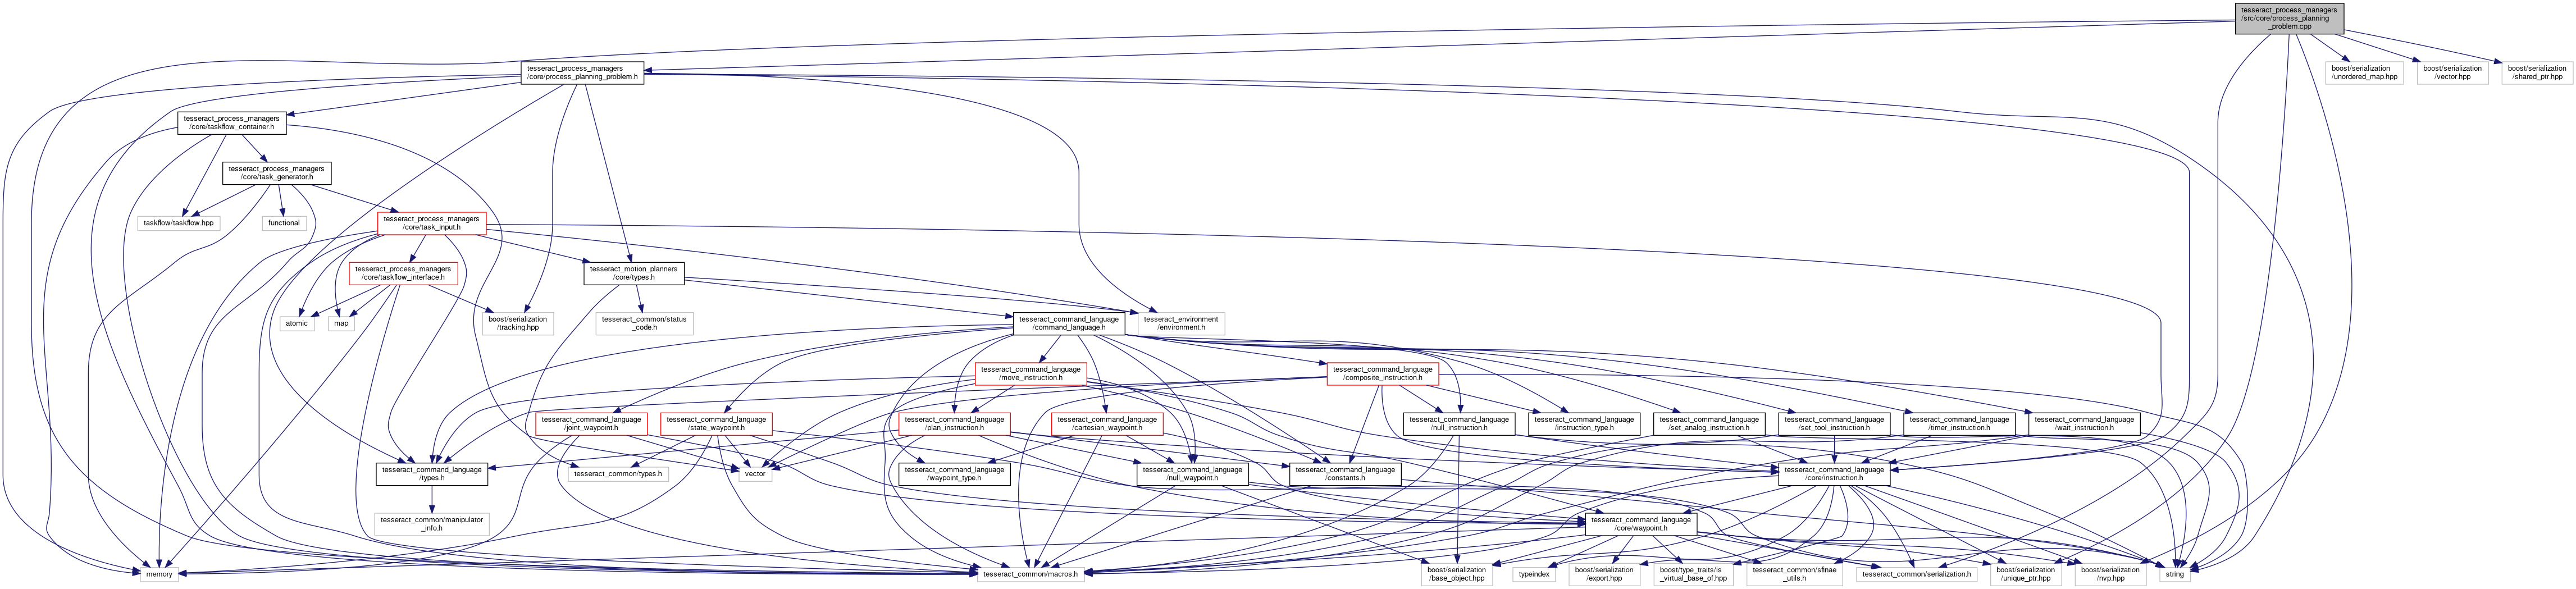 tesseract_process_managers
/src/core/process_planning
_problem.cpp
tesseract_process_managers
/core/process_planning_problem.h
boost/serialization
/unordered_map.hpp
boost/serialization
/vector.hpp
boost/serialization
/shared_ptr.hpp
tesseract_process_managers
/core/taskflow_container.h
tesseract_process_managers
/core/task_generator.h
taskflow/taskflow.hpp
functional
tesseract_process_managers
/core/task_input.h
tesseract_process_managers
/core/taskflow_interface.h
tesseract_motion_planners
/core/types.h
atomic
map
boost/serialization
/tracking.hpp
tesseract_common/status
_code.h
tesseract_command_language
/command_language.h
tesseract_environment
/environment.h
tesseract_command_language
/move_instruction.h
tesseract_command_language
/composite_instruction.h
tesseract_command_language
/joint_waypoint.h
tesseract_command_language
/state_waypoint.h
tesseract_command_language
/plan_instruction.h
tesseract_command_language
/cartesian_waypoint.h
tesseract_command_language
/null_instruction.h
tesseract_command_language
/instruction_type.h
tesseract_command_language
/set_analog_instruction.h
tesseract_command_language
/set_tool_instruction.h
tesseract_command_language
/timer_instruction.h
tesseract_command_language
/wait_instruction.h
tesseract_command_language
/types.h
tesseract_common/types.h
vector
tesseract_command_language
/waypoint_type.h
tesseract_command_language
/null_waypoint.h
tesseract_command_language
/constants.h
tesseract_command_language
/core/instruction.h
tesseract_common/manipulator
_info.h
tesseract_command_language
/core/waypoint.h
memory
tesseract_common/macros.h
boost/serialization
/base_object.hpp
typeindex
boost/serialization
/export.hpp
boost/type_traits/is
_virtual_base_of.hpp
tesseract_common/sfinae
_utils.h
tesseract_common/serialization.h
boost/serialization
/unique_ptr.hpp
boost/serialization
/nvp.hpp
string